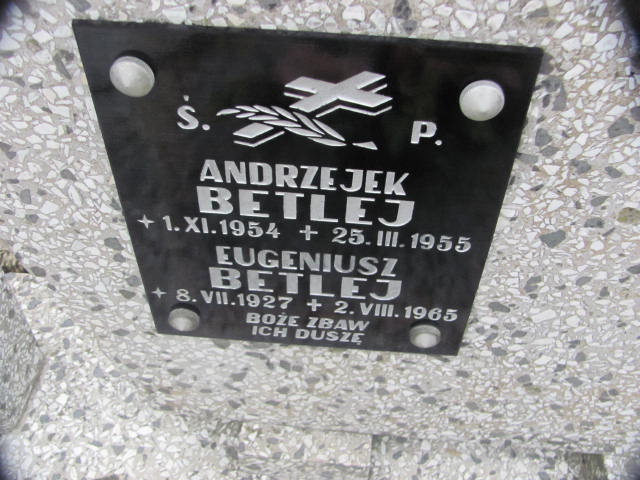 Ś. P.
ANDRZEJEK
BETLEJ
+ 1.XI.1954 + 25.III.1955
EUGENIUSZ
BETLEJ
+ 8.VII.1927 + 2.VIII.1965
BOŻE ZBAW
ICH DUSZĘ